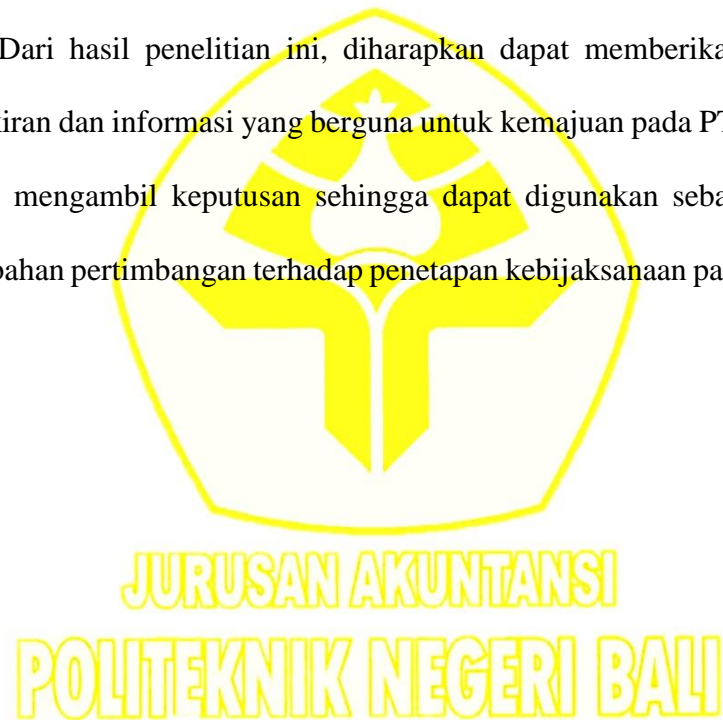 Dari hasil penelitian ini, diharapkan dapat memberika
kiran dan informasi yang berguna untuk kemajuan pada PT
mengambil keputusan sehingga dapat digunakan seba
bahan pertimbangan terhadap penetapan kebijaksanaan pa
JURUSAN AKUNTANSI
POLITEKNIK NEGERI BALI